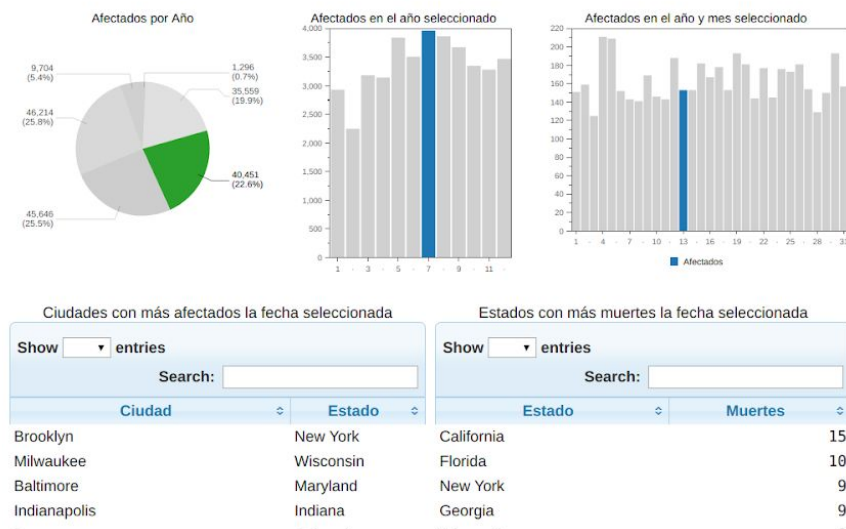 Afectados por Año
9,704
(5.4%)
1,296
(0.7%)
35,559
(19.9%)
46,214
(25.8%)
40,451
(22.6%)
45,646
(25.5%)
Afectados en el año seleccionado
4,000
3,500
3,000
2,500
2,000
1,500
1,000
500
0
1 · 3 · 5 · 7 · 9 · 11 ·
Afectados en el año y mes seleccionado
220
200
180
160
140
120
100
80
60
40
20
0
1 · 4 · 7 · 10 · 13 · 16 · 19 · 22 · 25 · 28 · 31
Afectados
Ciudades con más afectados la fecha seleccionada
Show entries
Search:
Ciudad Estado
Brooklyn New York
Milwaukee Wisconsin
Baltimore Maryland
Indianapolis Indiana
Estados con más muertes la fecha seleccionada
Show entries
Search:
Estado Muertes
California 15
Florida 10
New York 9
Georgia 9